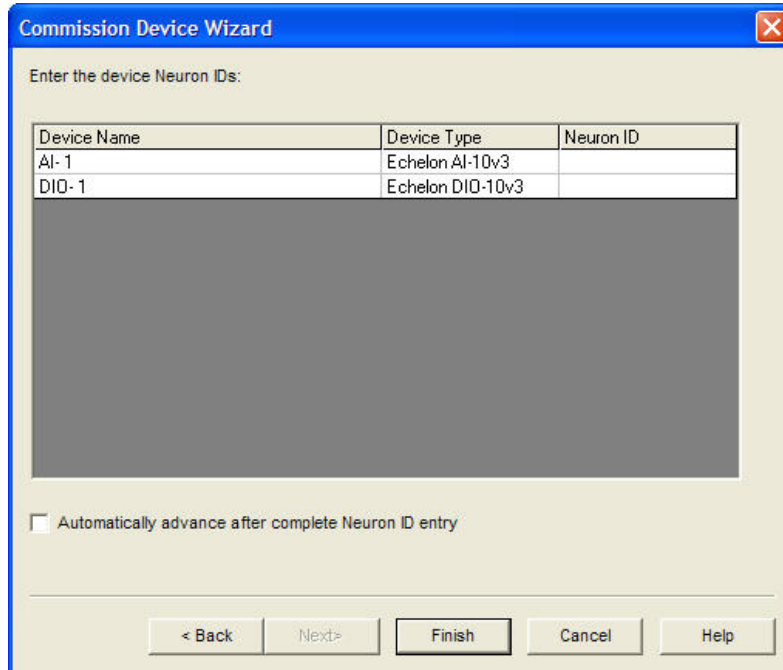 Commission Device Wizard
Enter the device Neuron IDs:
Device Name Device Type Neuron ID
AI- 1 Echelon AI-10v3
DIO- 1 Echelon DIO-10v3
Automatically advance after complete Neuron ID entry
< Back Next> Finish Cancel Help